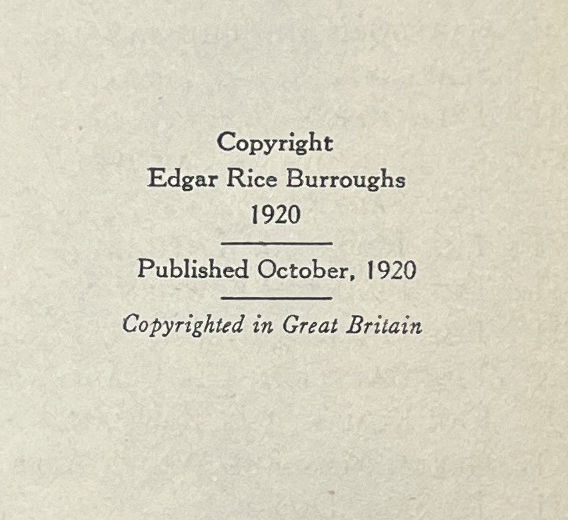 Copyright
Edgar Rice Burroughs
1920
Published October, 1920
Copyrighted in Great Britain